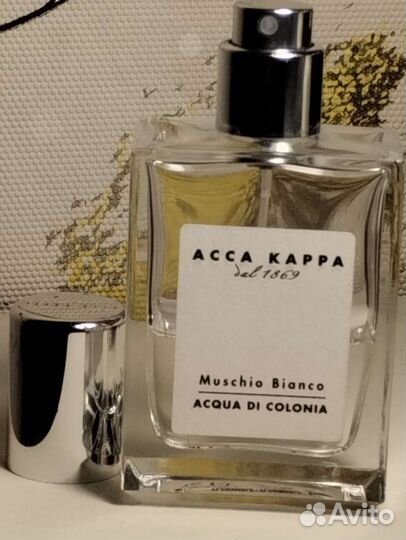 ACCA KAPPA
dal 1869
Muschio Bianco
ACQUA DI COLONIA
Avito